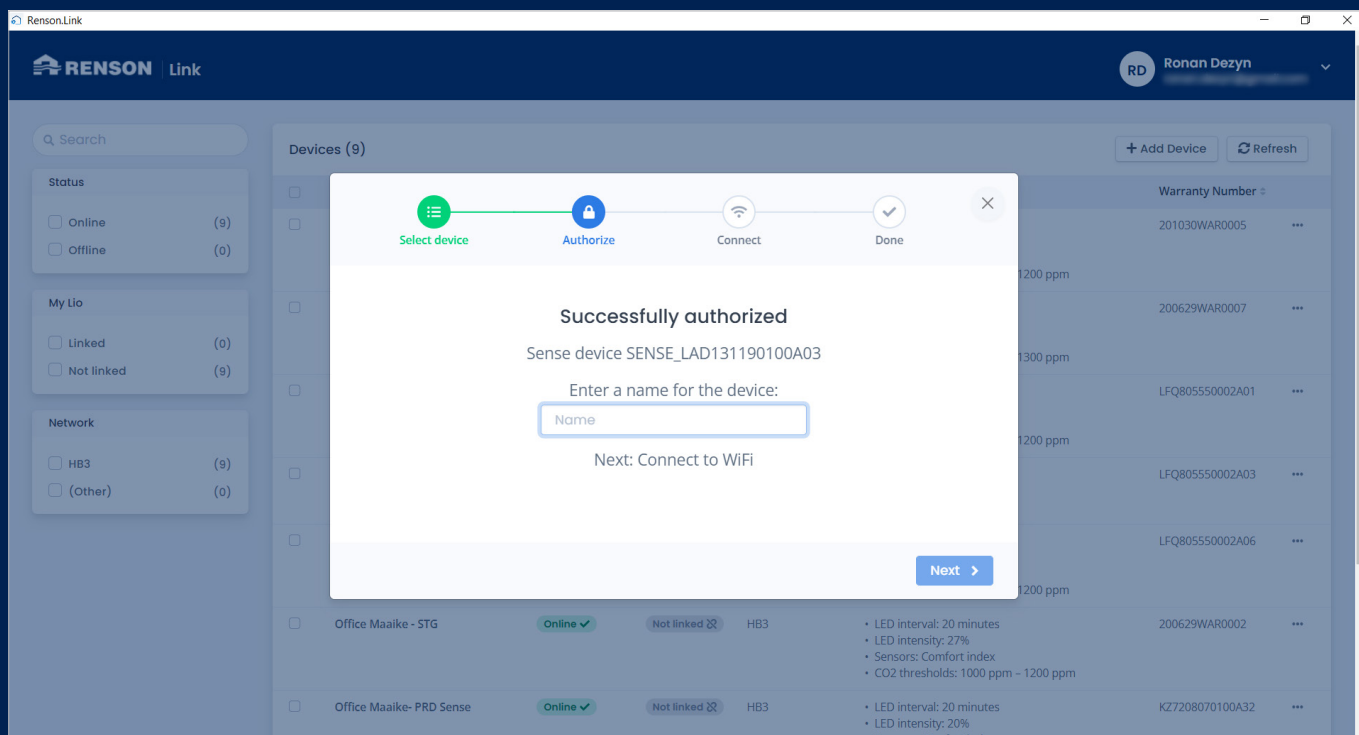 Renson.Link
RENSON Link
RD
Ronan Dezyn
Search
Status
Online (9)
Offline (0)
My Lio
Linked (0)
Not linked (9)
Network
HB3 (9)
(Other) (0)
Devices (9)
+ Add Device
Refresh
Warranty Number
201030WAR0005
1200 ppm
200629WAR0007
1300 ppm
LFQ805550002A01
1200 ppm
LFQ805550002A03
LFQ805550002A06
1200 ppm
Select device
Authorize
Connect
Done
Successfully authorized
Sense device SENSE_LAD131190100A03
Enter a name for the device:
Name
Next: Connect to WiFi
Next
Office Maaike - STG Online Not linked HB3
• LED interval: 20 minutes
• LED intensity: 27%
• Sensors: Comfort index
• CO2 thresholds: 1000 ppm – 1200 ppm
200629WAR0002
Office Maaike- PRD Sense Online Not linked HB3
• LED interval: 20 minutes
• LED intensity: 20%
KZ7208070100A32